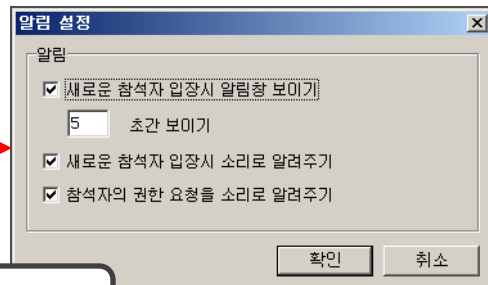 알림 설정
알림
새로운 참석자 입장시 알림창 보이기
5 초간 보이기
새로운 참석자 입장시 소리로 알려주기
참석자의 권한 요청을 소리로 알려주기
확인 취소